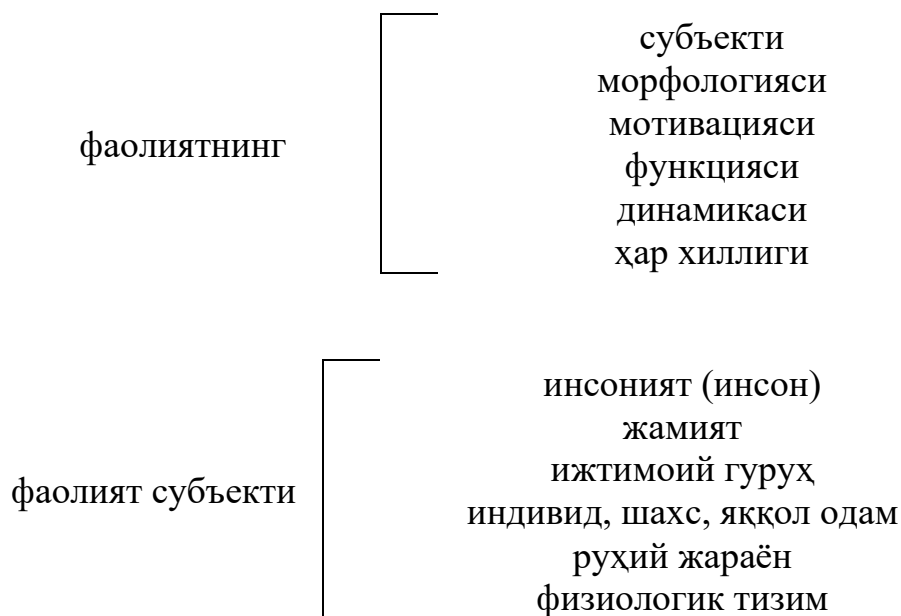 фаолиятнинг
субъекти
морфологияси
мотивацияси
функцияси
динамикаси
ҳар хиллиги
фаолият субъекти
инсоният (инсон)
жамият
ижтимоий гуруҳ
индивид, шахс, яққол одам
руҳий жараён
физиологик тизим